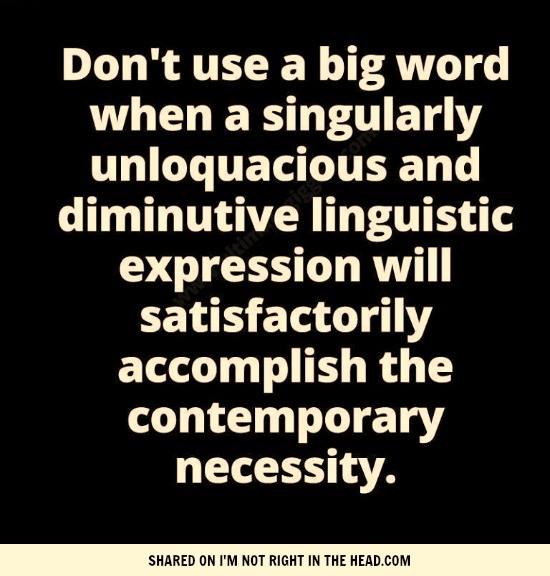 Don't use a big word
when a singularly
unloquacious and
diminutive linguistic
expression will
satisfactorily
accomplish the
contemporary
necessity.
SHARED ON I'M NOT RIGHT IN THE HEAD.COM